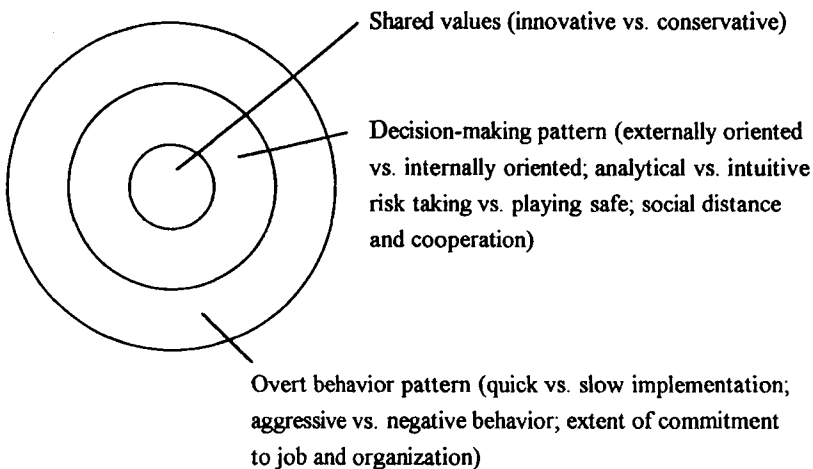 Shared values (innovative vs. conservative)
Decision-making pattern (externally oriented
vs. internally oriented; analytical vs. intuitive
risk taking vs. playing safe; social distance
and cooperation)
Overt behavior pattern (quick vs. slow implementation;
aggressive vs. negative behavior; extent of commitment
to job and organization)